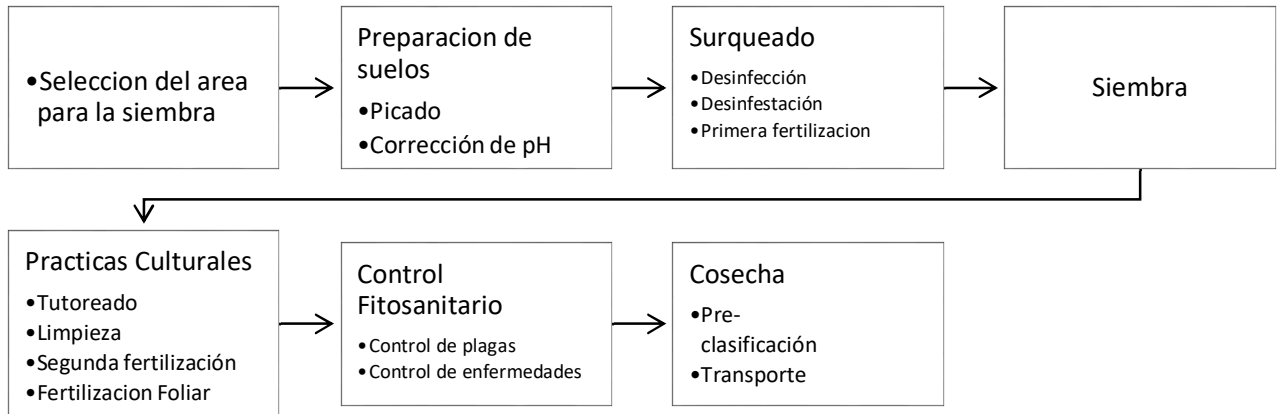 •Seleccion del area
para la siembra
Preparacion de
suelos
•Picado
•Corrección de pH
Surqueado
•Desinfección
•Desinfestación
•Primera fertilizacion
Siembra
Practicas Culturales
•Tutoreado
•Limpieza
•Segunda fertilización
•Fertilizacion Foliar
Control
Fitosanitario
•Control de plagas
•Control de enfermedades
Cosecha
•Pre-
clasificación
•Transporte